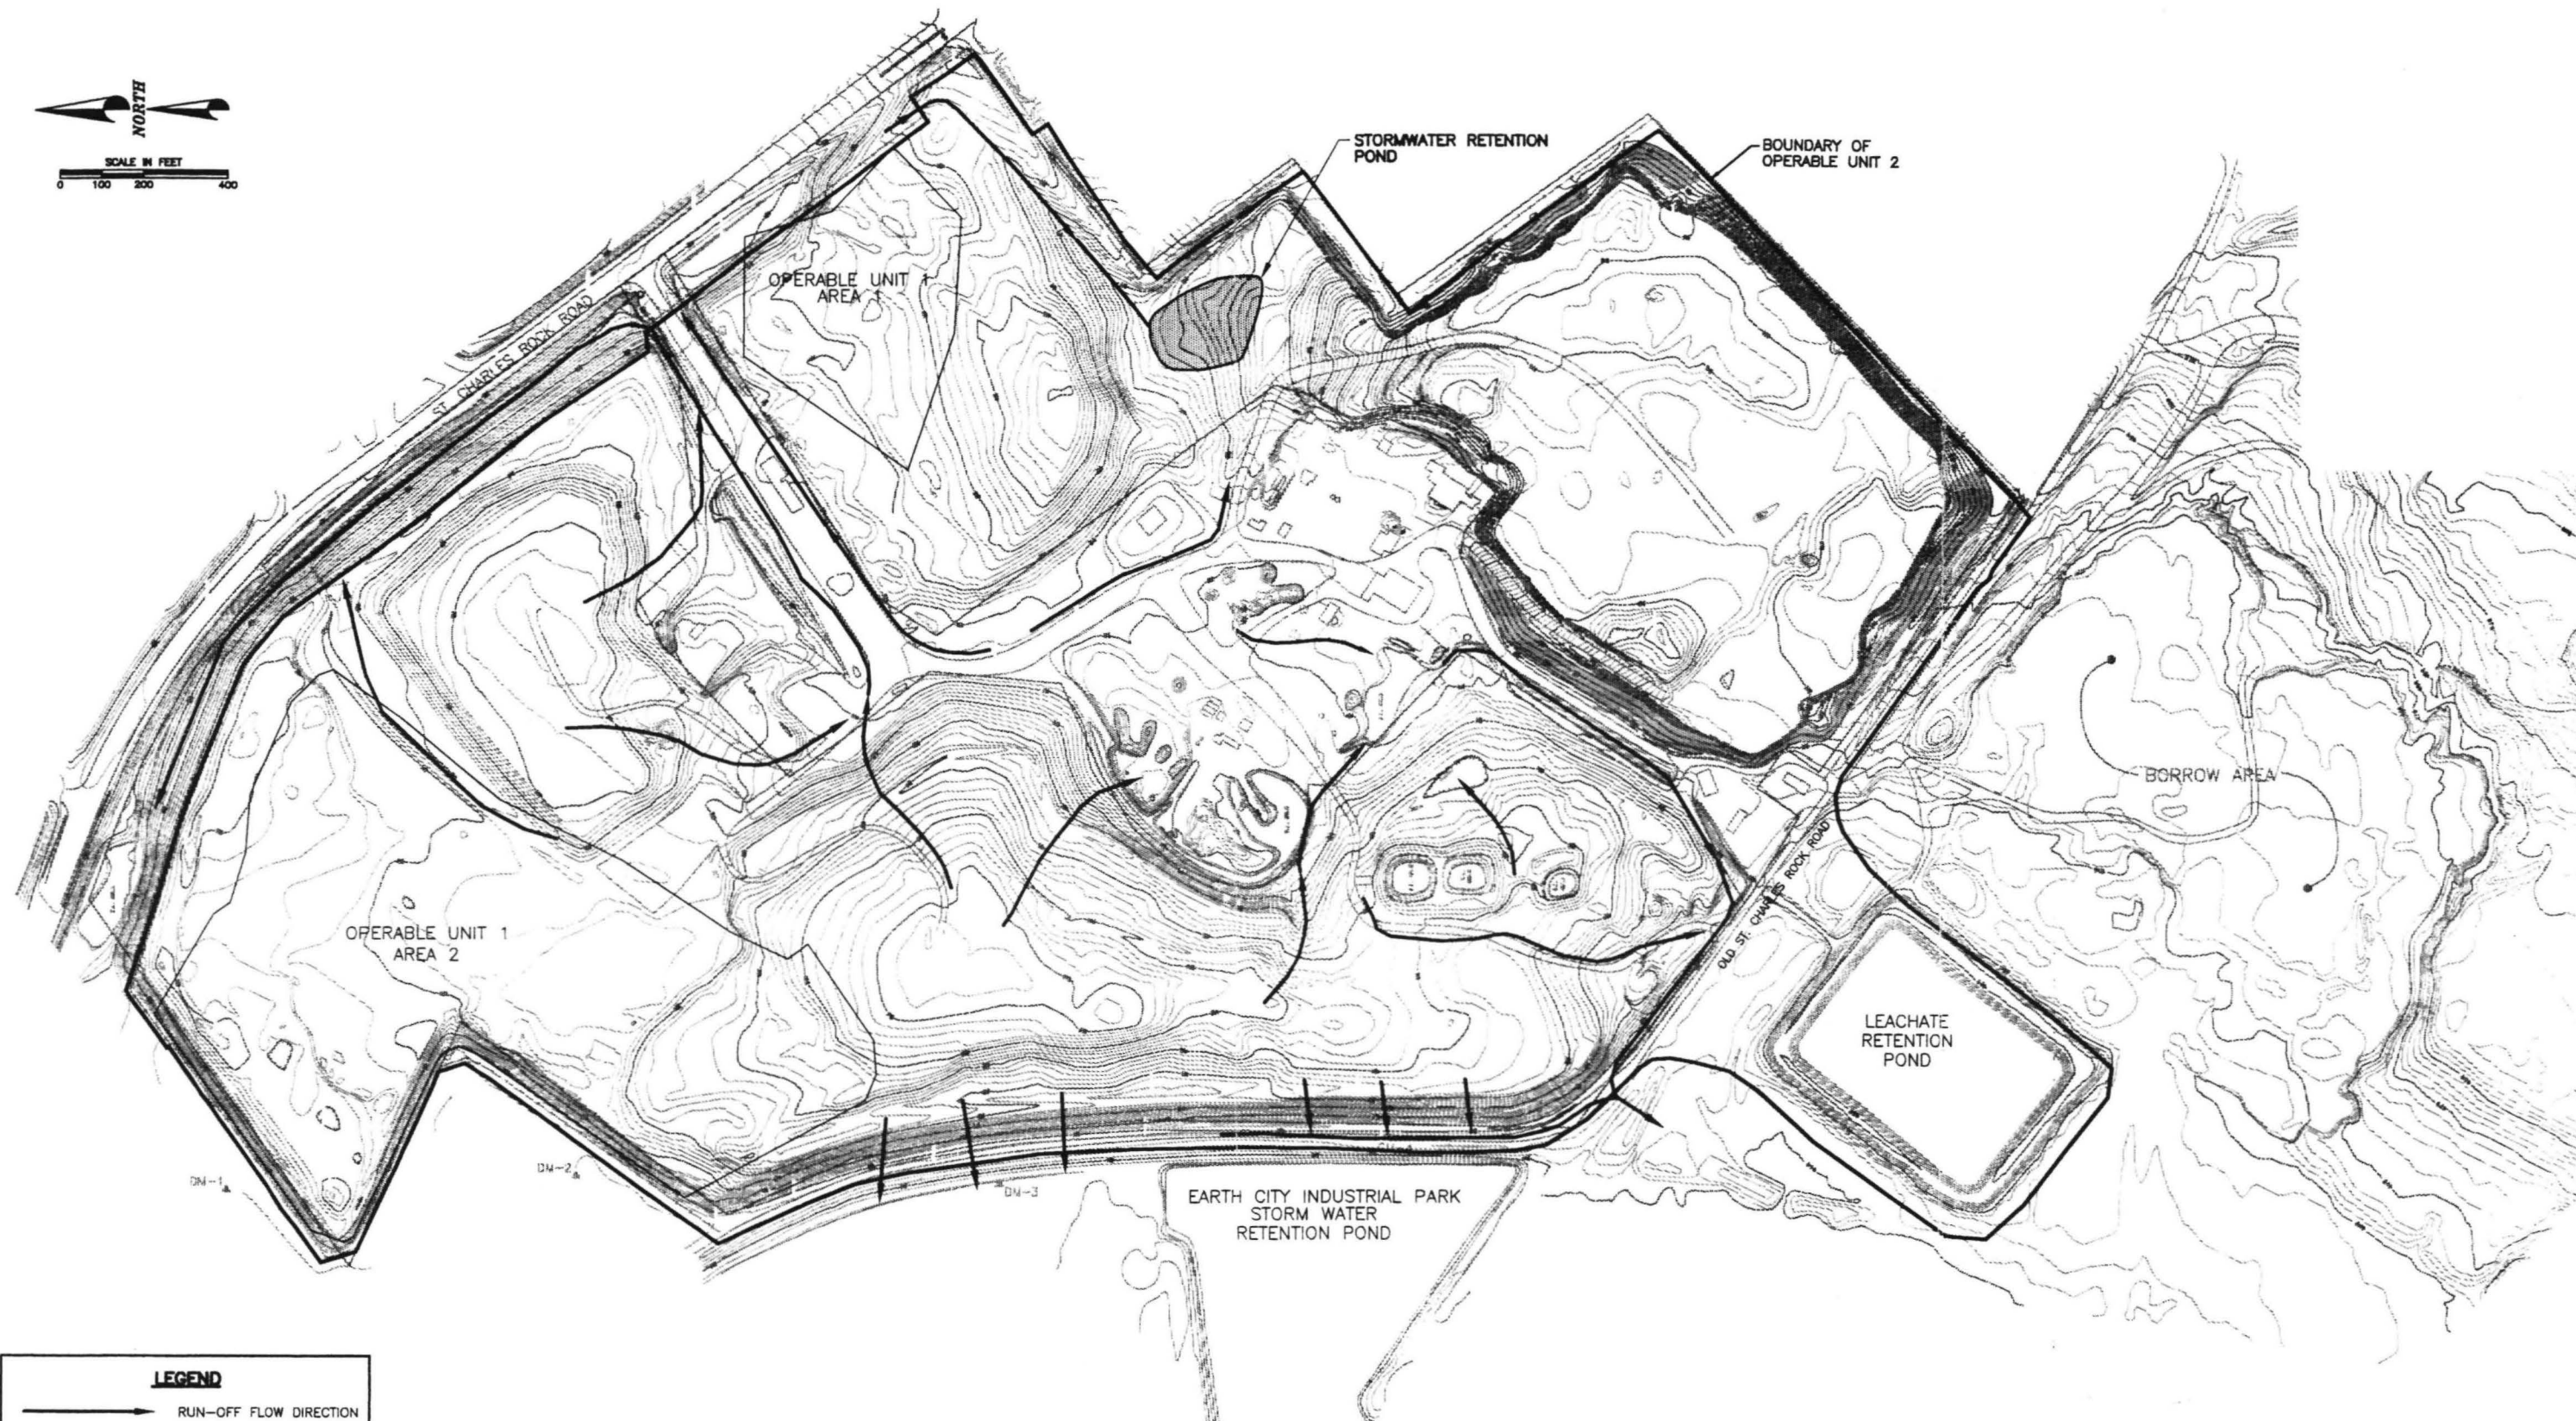 NORTH
SCALE IN FEET
0 100 200 400
STORMWATER RETENTION
POND
BOUNDARY OF
OPERABLE UNIT 2
OPERABLE UNIT 1
AREA 1
ST. CHARLES ROCK ROAD
BORROW AREA
OLD ST. CHARLES ROCK ROAD
OPERABLE UNIT 1
AREA 2
LEACHATE
RETENTION
POND
DM-1
DM-2
DM-3
EARTH CITY INDUSTRIAL PARK
STORM WATER
RETENTION POND
LEGEND
RUN-OFF FLOW DIRECTION